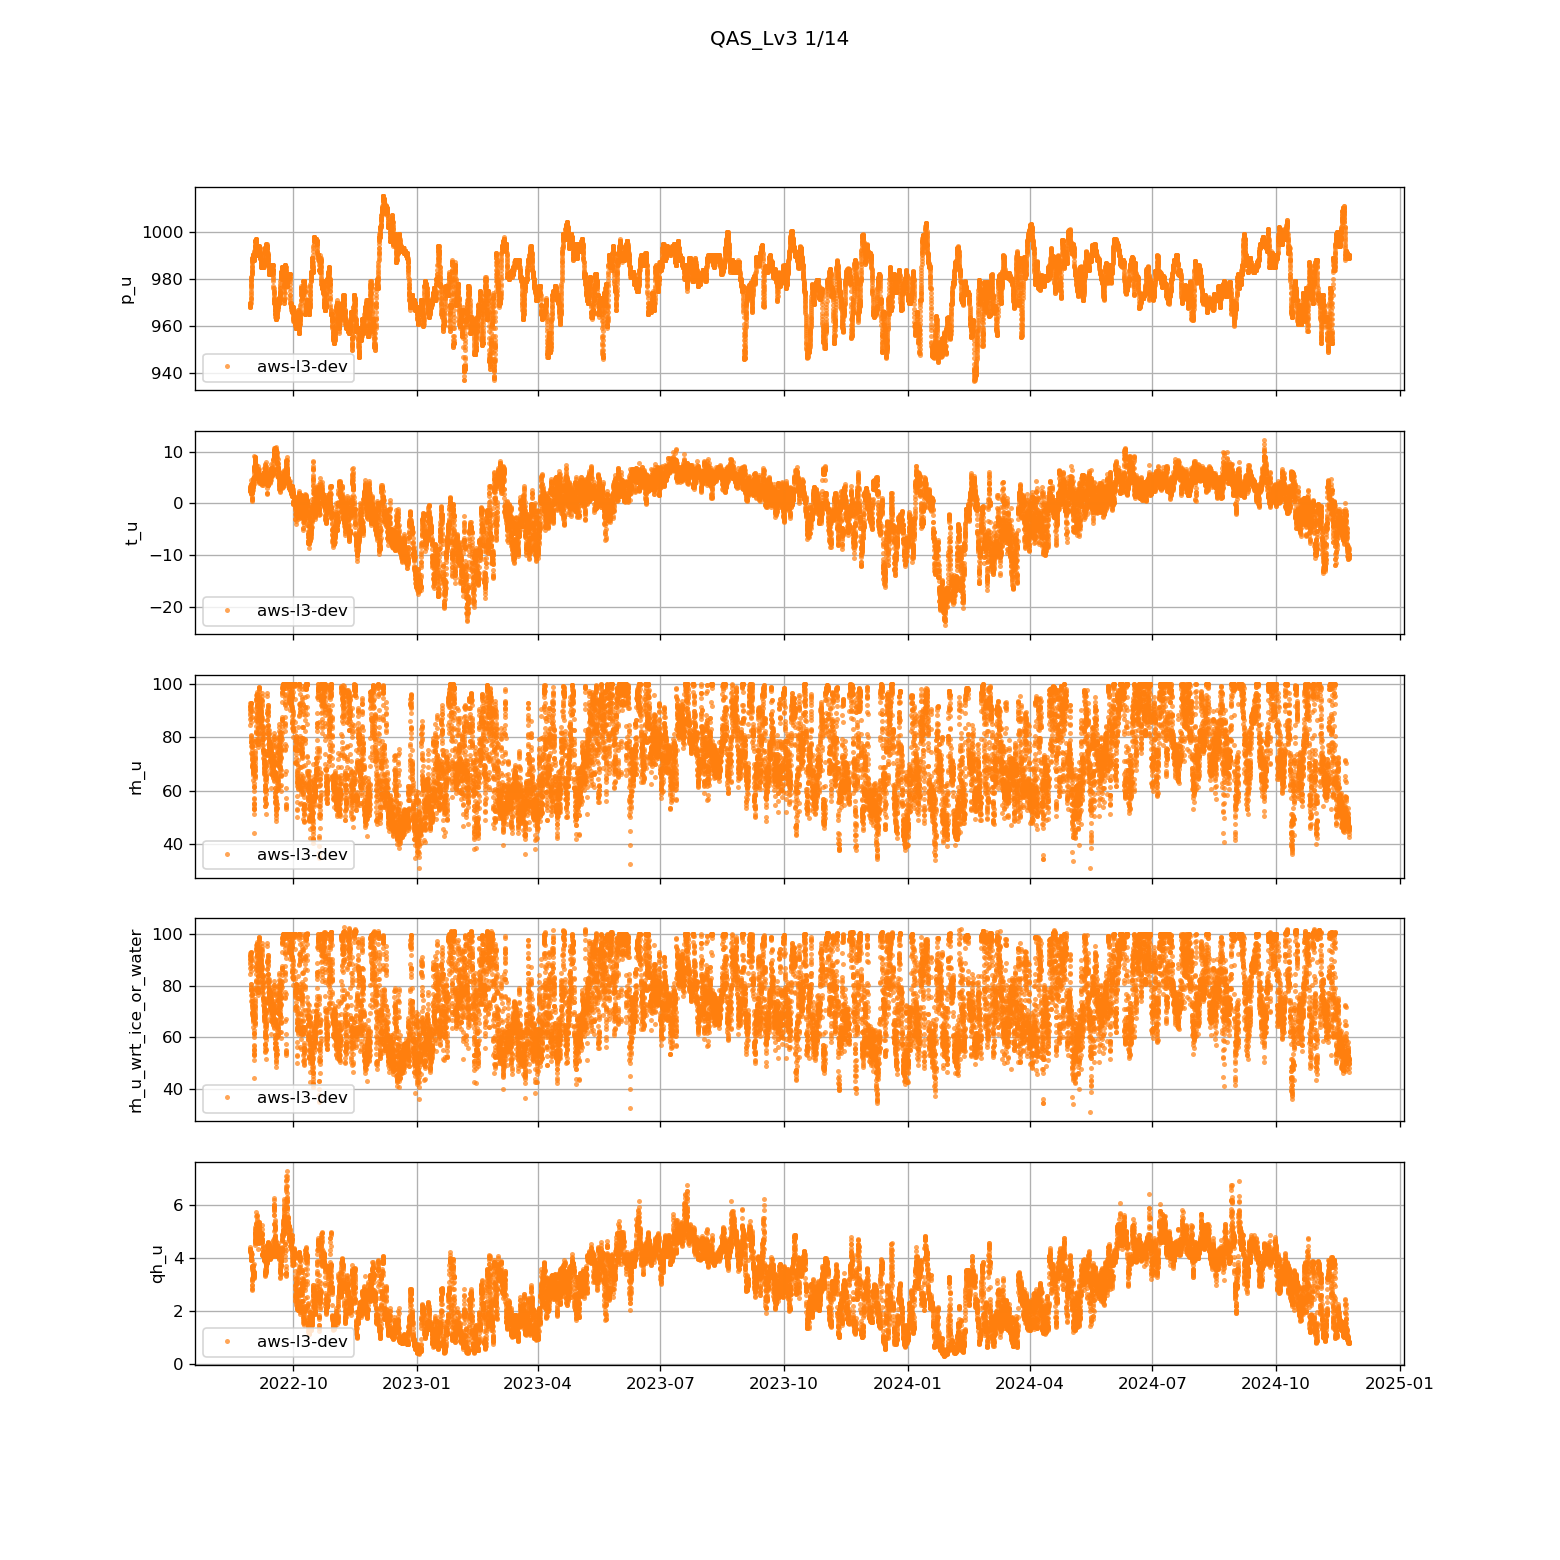 QAS_Lv3 1/14
1000
980
960
940
p_u
aws-l3-dev
10
0
−10
−20
t_u
aws-l3-dev
100
80
60
40
rh_u
aws-l3-dev
100
80
60
40
rh_u_wrt_ice_or_water
aws-l3-dev
6
4
2
0
qh_u
aws-l3-dev
2022-10 2023-01 2023-04 2023-07 2023-10 2024-01 2024-04 2024-07 2024-10 2025-01